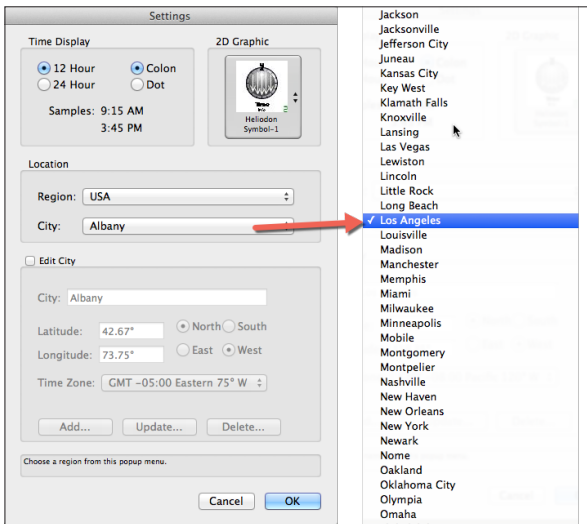 Settings
Time Display
2D Graphic
12 Hour
Colon
24 Hour
Dot
Samples: 9:15 AM
3:45 PM
Heliodon
Symbol-1
Location
Region: USA
City: Albany
Edit City
City: Albany
Latitude: 42.67°
North
South
Longitude: 73.75°
East
West
Time Zone: GMT -05:00 Eastern 75° W
Add...
Update...
Delete...
Choose a region from this popup menu.
Cancel
OK
Jackson
Jacksonville
Jefferson City
Juneau
Kansas City
Key West
Klamath Falls
Knoxville
Lansing
Las Vegas
Lewiston
Lincoln
Little Rock
Long Beach
✓ Los Angeles
Louisville
Madison
Manchester
Memphis
Miami
Milwaukee
Minneapolis
Mobile
Montgomery
Montpelier
Nashville
New Haven
New Orleans
New York
Newark
Nome
Oakland
Oklahoma City
Olympia
Omaha